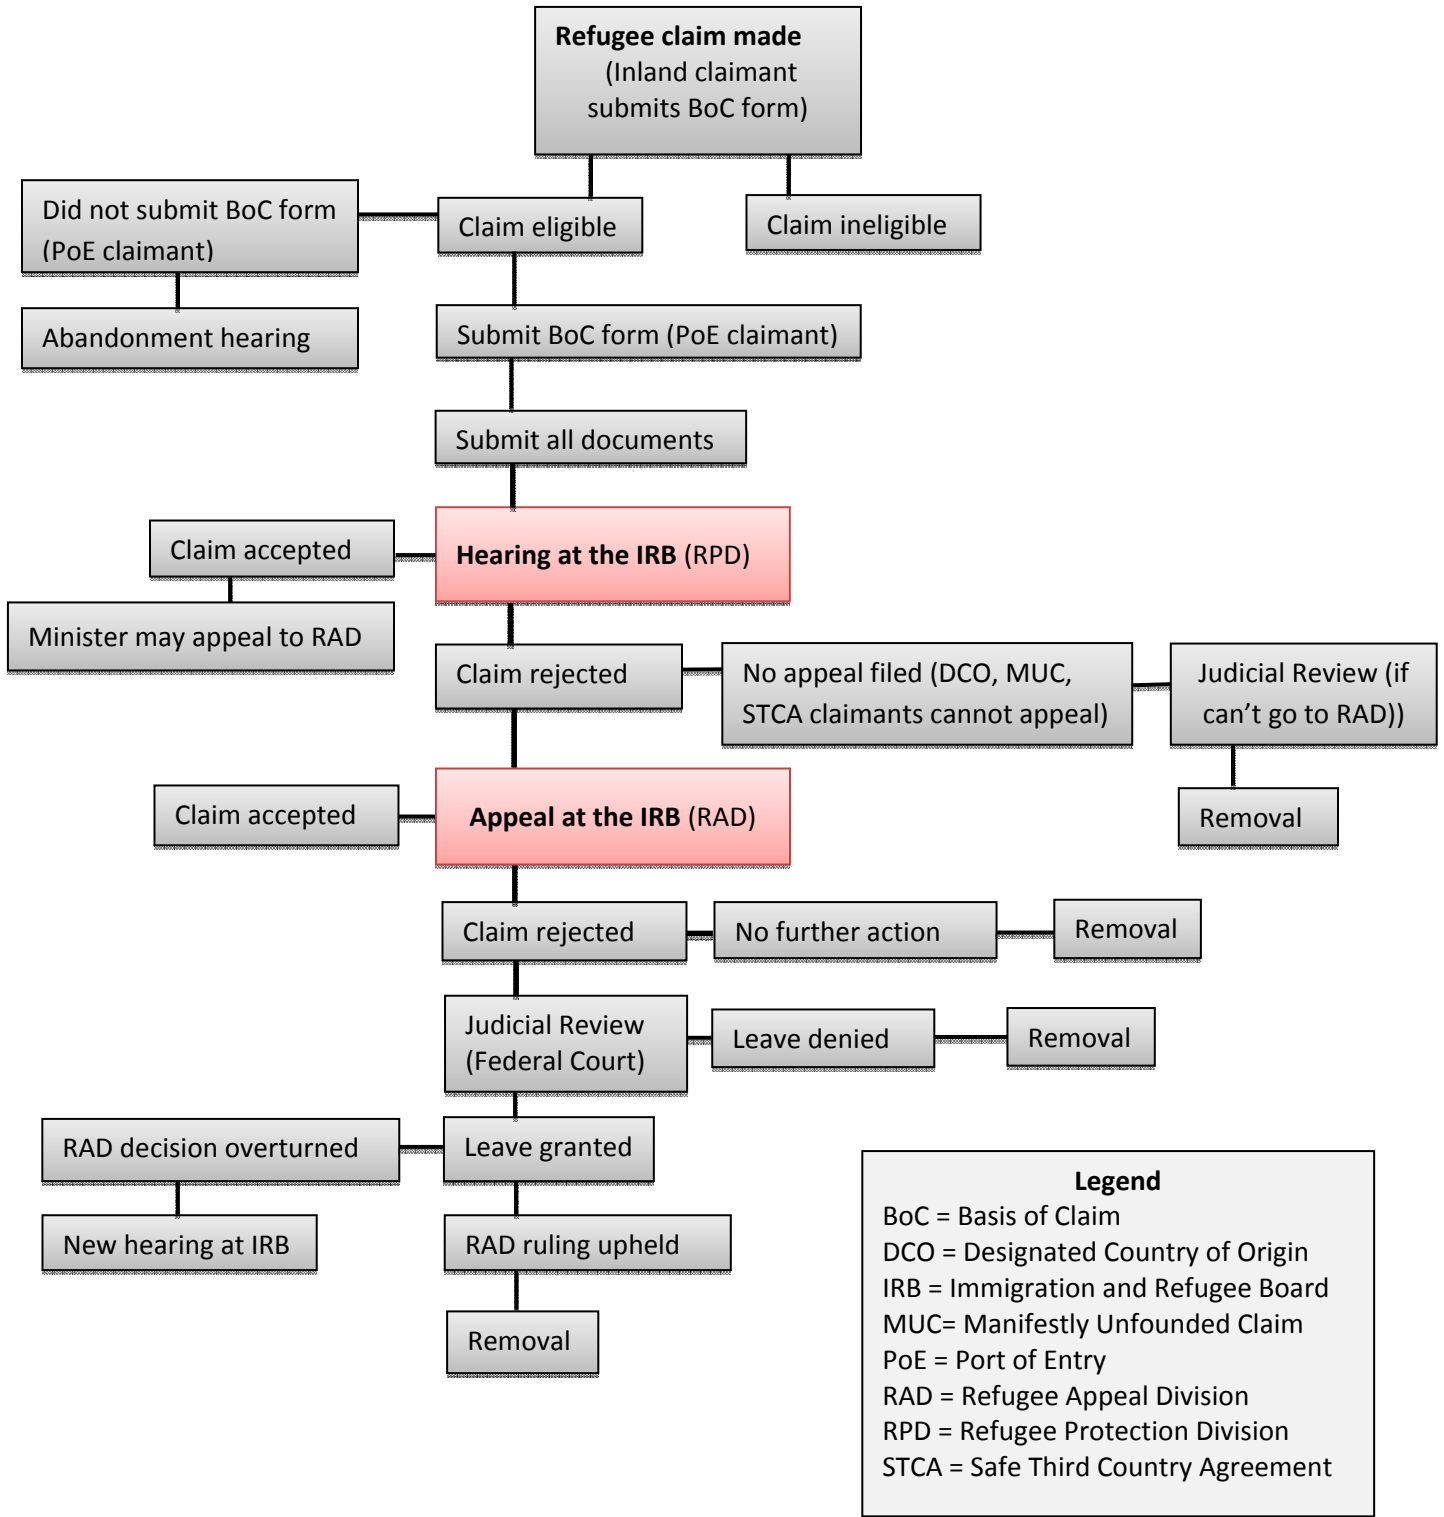 Refugee claim made
(Inland claimant
submits BoC form)
Did not submit BoC form
(PoE claimant)
Claim eligible
Claim ineligible
Abandonment hearing
Submit BoC form (PoE claimant)
Submit all documents
Claim accepted
Hearing at the IRB (RPD)
Minister may appeal to RAD
Claim rejected
No appeal filed (DCO, MUC,
STCA claimants cannot appeal)
Judicial Review (if
can’t go to RAD))
Claim accepted
Appeal at the IRB (RAD)
Removal
Claim rejected
No further action
Removal
Judicial Review
(Federal Court)
Leave denied
Removal
RAD decision overturned
Leave granted
New hearing at IRB
RAD ruling upheld
Removal
Legend
BoC = Basis of Claim
DCO = Designated Country of Origin
IRB = Immigration and Refugee Board
MUC= Manifestly Unfounded Claim
PoE = Port of Entry
RAD = Refugee Appeal Division
RPD = Refugee Protection Division
STCA = Safe Third Country Agreement